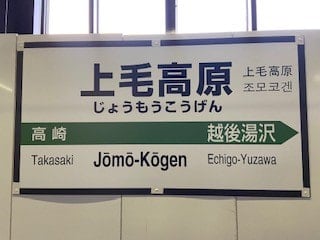 上毛高原
じょうもうこうげん
上毛高原
조모코겐
高崎
越後湯沢
Takasaki
Jōmō-Kōgen
Echigo-Yuzawa